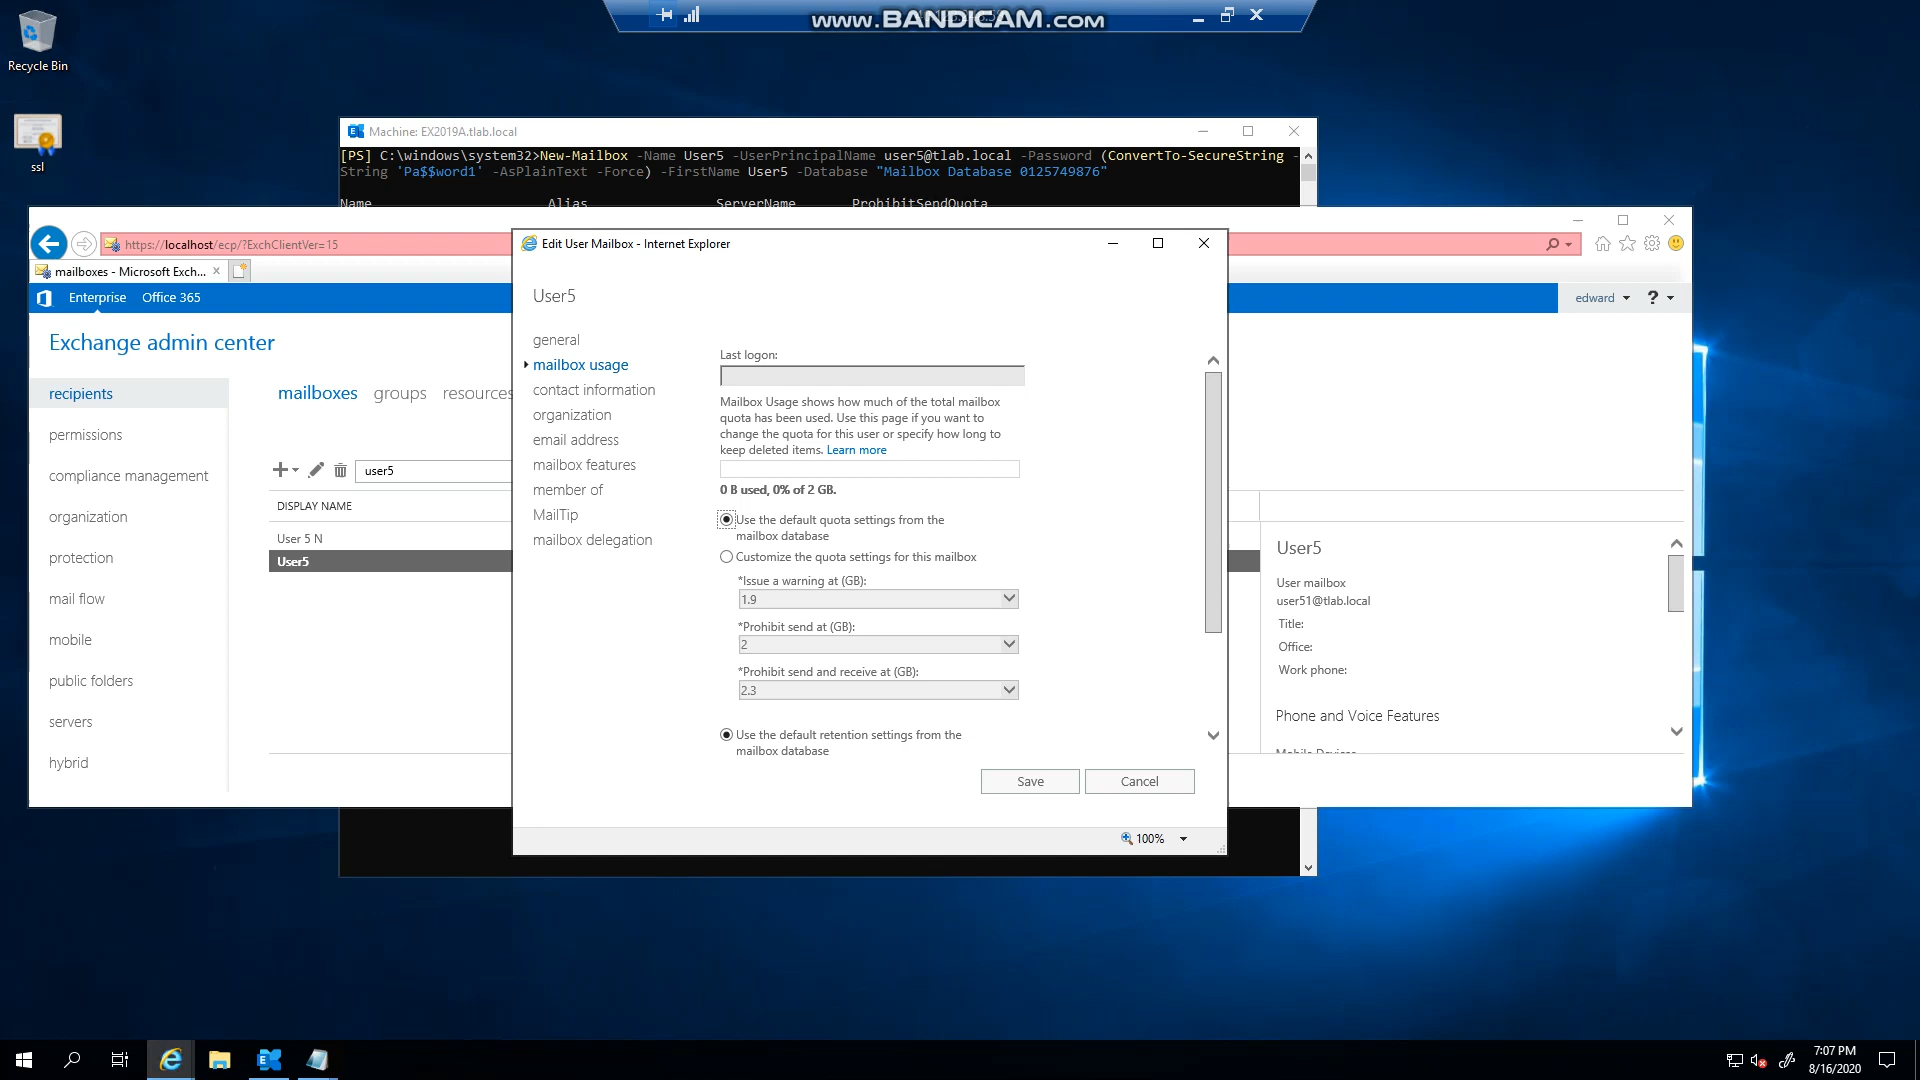 www.BANDICAM.com
Recycle Bin
ssl
Machine: EX2019A.tlab.local
[PS] C:\windows\system32>New-Mailbox -Name User5 -UserPrincipalName user5@tlab.local -Password (ConvertTo-SecureString -
String 'Pa$$word1' -AsPlainText -Force) -FirstName User5 -Database "Mailbox Database 0125749876"
Name Alias ServerName ProhibitSendQuota
https://localhost/ecp/?ExchClientVer=15
mailboxes - Microsoft Exch...
Enterprise Office 365
edward ?
Exchange admin center
recipients
permissions
compliance management
organization
protection
mail flow
mobile
public folders
servers
hybrid
mailboxes groups resources
user5
DISPLAY NAME
User 5 N
User5
Edit User Mailbox - Internet Explorer
User5
general
mailbox usage
contact information
organization
email address
mailbox features
member of
MailTip
mailbox delegation
Last logon:
Mailbox Usage shows how much of the total mailbox
quota has been used. Use this page if you want to
change the quota for this user or specify how long to
keep deleted items. Learn more
0 B used, 0% of 2 GB.
Use the default quota settings from the
mailbox database
Customize the quota settings for this mailbox
*Issue a warning at (GB):
1.9
*Prohibit send at (GB):
2
*Prohibit send and receive at (GB):
2.3
Use the default retention settings from the
mailbox database
Save Cancel
100%
User5
User mailbox
user51@tlab.local
Title:
Office:
Work phone:
Phone and Voice Features
Mobile Devices
7:07 PM
8/16/2020